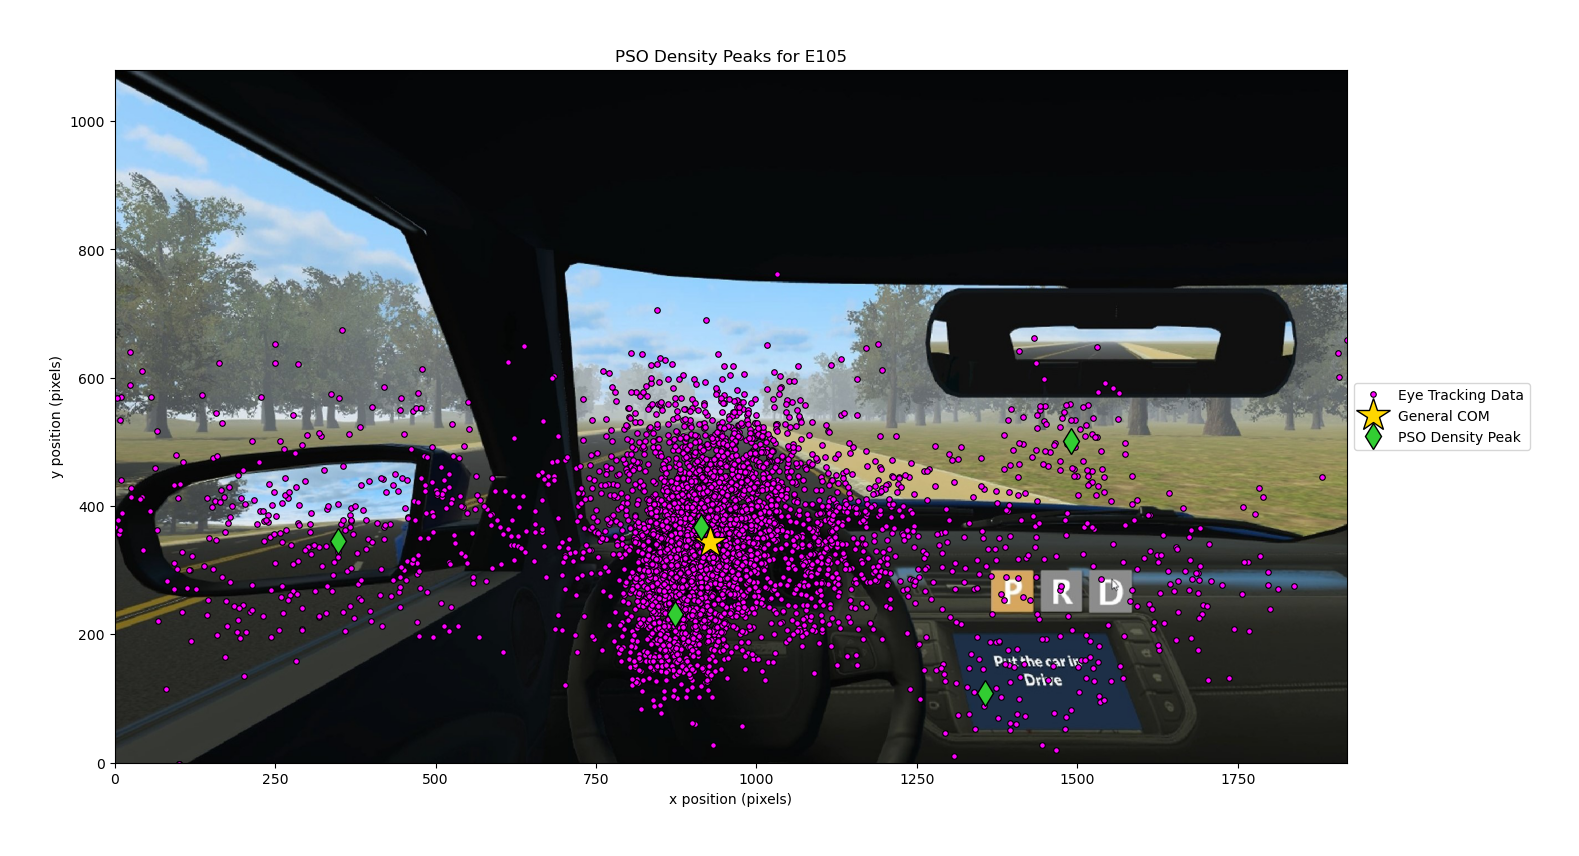 PSO Density Peaks for E105
y position (pixels)
1000
800
600
400
200
0
0 250 500 750 1000 1250 1500 1750
x position (pixels)
Eye Tracking Data
General COM
PSO Density Peak
P R D
Put the car in
Drive